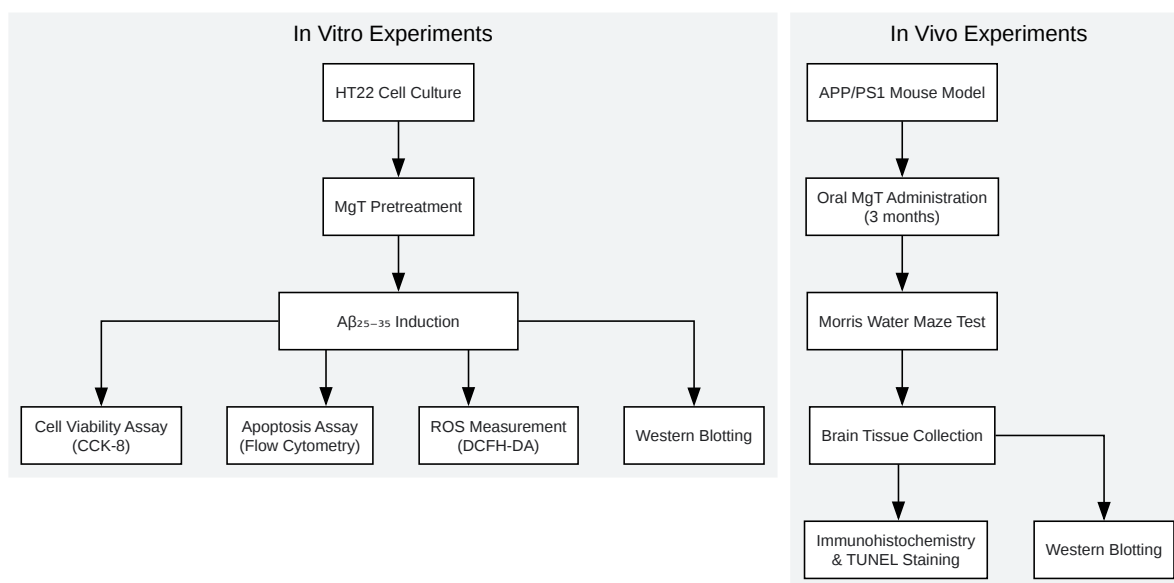 In Vitro Experiments
HT22 Cell Culture
MgT Pretreatment
Aβ₂₅₋₃₅ Induction
Cell Viability Assay
(CCK-8)
Apoptosis Assay
(Flow Cytometry)
ROS Measurement
(DCFH-DA)
Western Blotting
In Vivo Experiments
APP/PS1 Mouse Model
Oral MgT Administration
(3 months)
Morris Water Maze Test
Brain Tissue Collection
Immunohistochemistry
& TUNEL Staining
Western Blotting